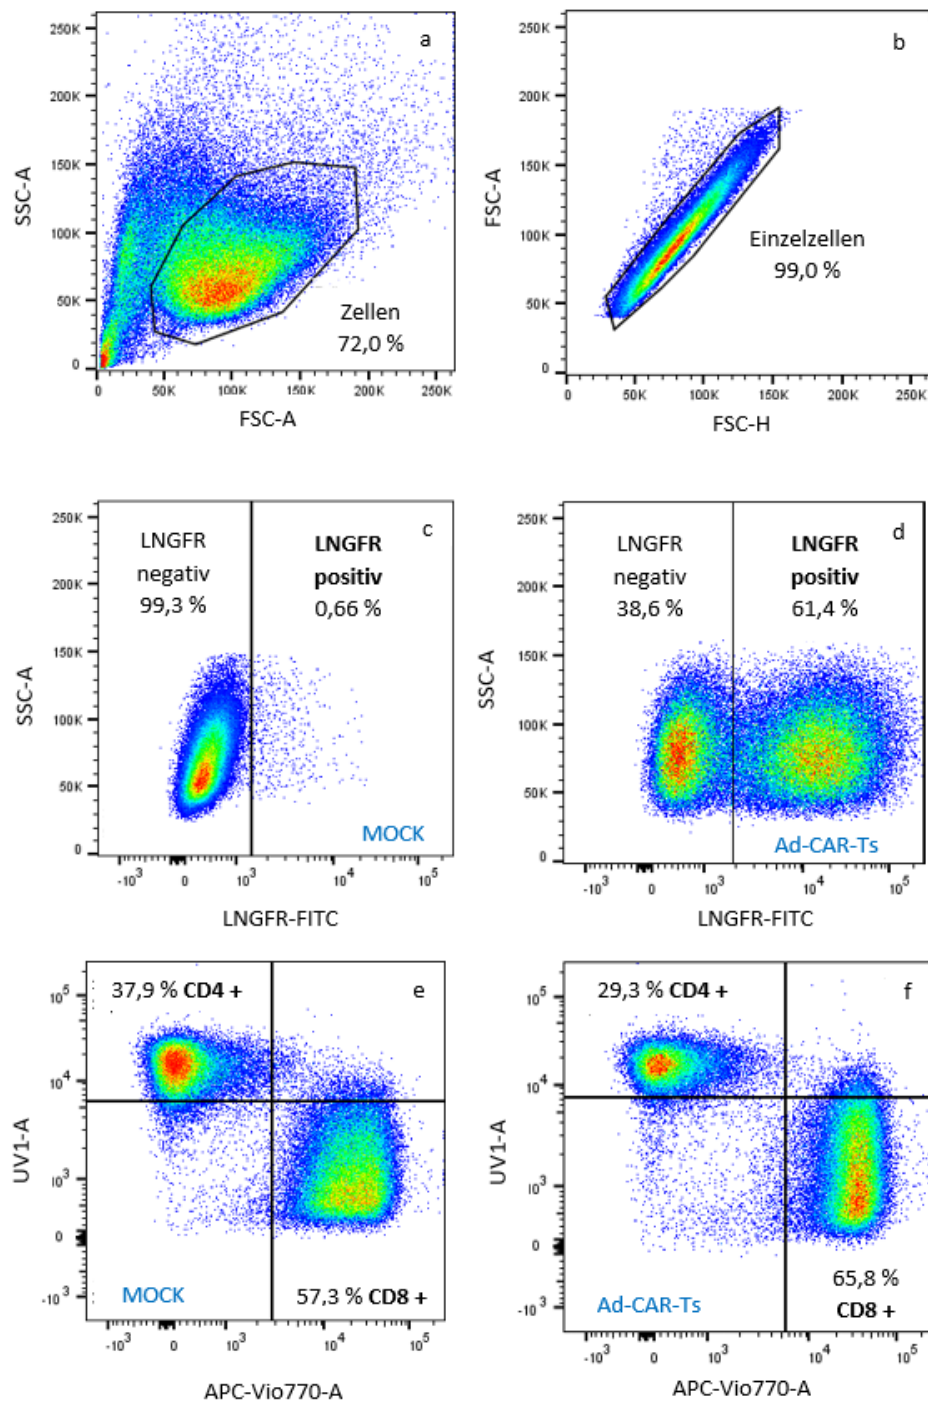 a
250K
200K
150K
100K
50K
0
SSC-A
Zellen
72,0 %
0
50K
100K
150K
200K
250K
FSC-A
b
250K
200K
150K
100K
50K
0
FSC-A
Einzelzellen
99,0 %
0
50K
100K
150K
200K
250K
FSC-H
c
250K
200K
150K
100K
50K
0
SSC-A
LNGFR
negativ
99,3 %
LNGFR
positiv
0,66 %
MOCK
-10³
0
10³
10⁴
10⁵
LNGFR-FITC
d
250K
200K
150K
100K
50K
0
SSC-A
LNGFR
negativ
38,6 %
LNGFR
positiv
61,4 %
Ad-CAR-Ts
-10³
0
10³
10⁴
10⁵
LNGFR-FITC
37,9 % CD4 +
e
10⁵
10⁴
10³
0
-10³
UV1-A
MOCK
57,3 % CD8 +
-10³
0
10³
10⁴
10⁵
APC-Vio770-A
29,3 % CD4 +
f
10⁵
10⁴
10³
0
-10³
UV1-A
Ad-CAR-Ts
65,8 %
CD8 +
-10³
0
10³
10⁴
10⁵
APC-Vio770-A